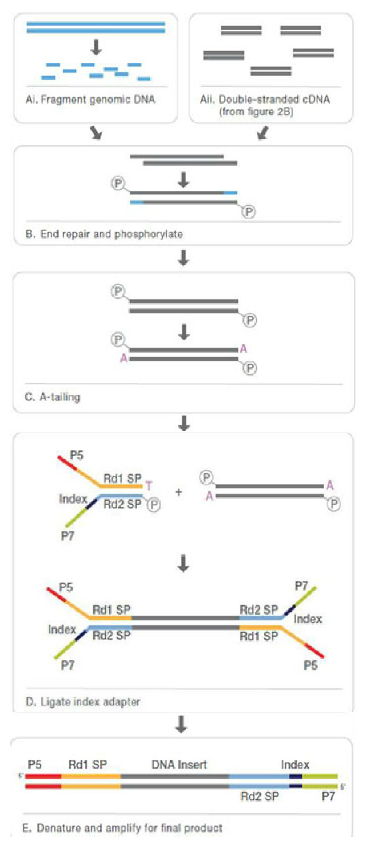 Ai. Fragment genomic DNA
Aii. Double-stranded cDNA
(from figure 2B)
P
P
B. End repair and phosphorylate
P
P
P
A
A
P
C. A-tailing
P5
Rd1 SP
T
Index
Rd2 SP
P
P7
+
P
A
A
P
P5
Rd1 SP
Index
Rd2 SP
P7
P7
Rd2 SP
Index
Rd1 SP
P5
D. Ligate index adapter
P5 Rd1 SP DNA Insert Index
5'
5'
Rd2 SP P7
E. Denature and amplify for final product